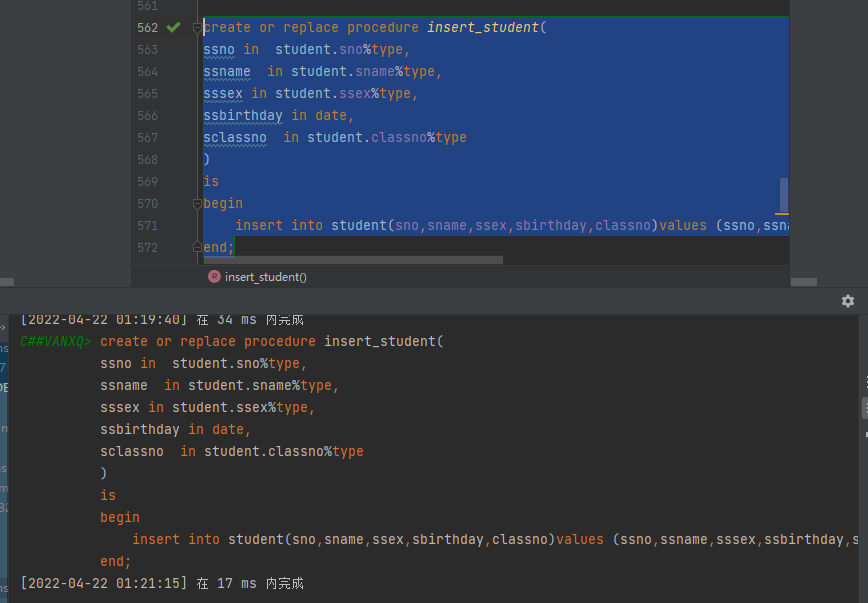 561
562 create or replace procedure insert_student(
563 ssno in  student.sno%type,
564 ssname  in student.sname%type,
565 sssex in student.ssex%type,
566 ssbirthday in date,
567 sclassno  in student.classno%type
568 )
569 is
570 begin
571     insert into student(sno,sname,ssex,sbirthday,classno)values (ssno,ssna
572 end;
R insert_student()
[2022-04-22 01:19:40] 在 34 ms 内完成
C##VANXQ> create or replace procedure insert_student(
ssno in  student.sno%type,
ssname  in student.sname%type,
sssex in student.ssex%type,
ssbirthday in date,
sclassno  in student.classno%type
)
is
begin
    insert into student(sno,sname,ssex,sbirthday,classno)values (ssno,ssname,sssex,ssbirthday,s
end;
[2022-04-22 01:21:15] 在 17 ms 内完成